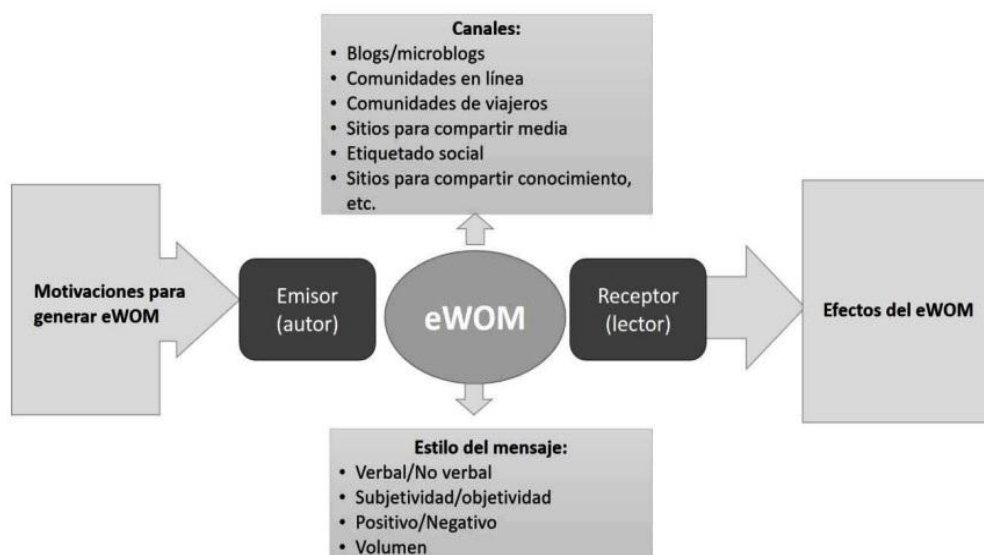 Canales:
• Blogs/microblogs
• Comunidades en línea
• Comunidades de viajeros
• Sitios para compartir media
• Etiquetado social
• Sitios para compartir conocimiento,
etc.
Motivaciones para
generar eWOM
Emisor
(autor)
eWOM
Receptor
(lector)
Efectos del eWOM
Estilo del mensaje:
• Verbal/No verbal
• Subjetividad/objetividad
• Positivo/Negativo
• Volumen